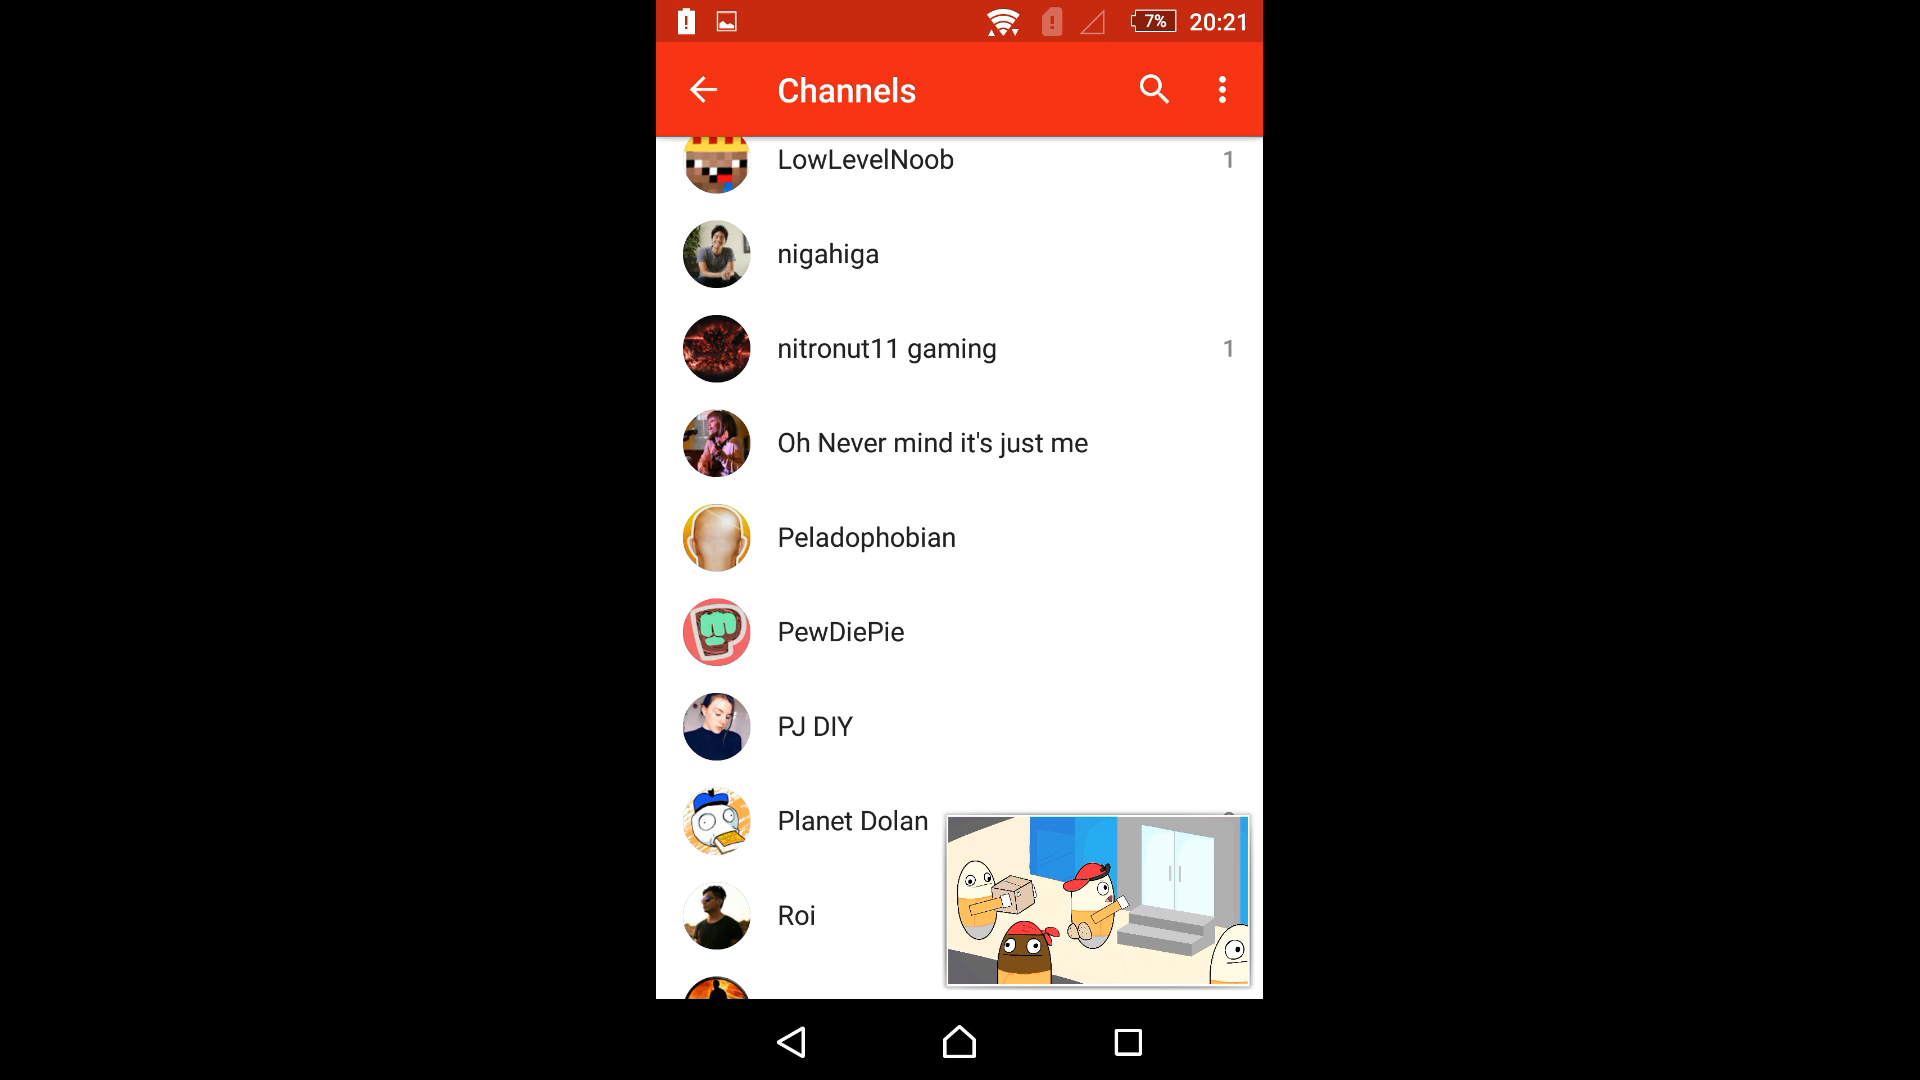 7% 20:21
Channels
LowLevelNoob 1
nigahiga
nitronut11 gaming 1
Oh Never mind it's just me
Peladophobian
PewDiePie
PJ DIY
Planet Dolan
Roi